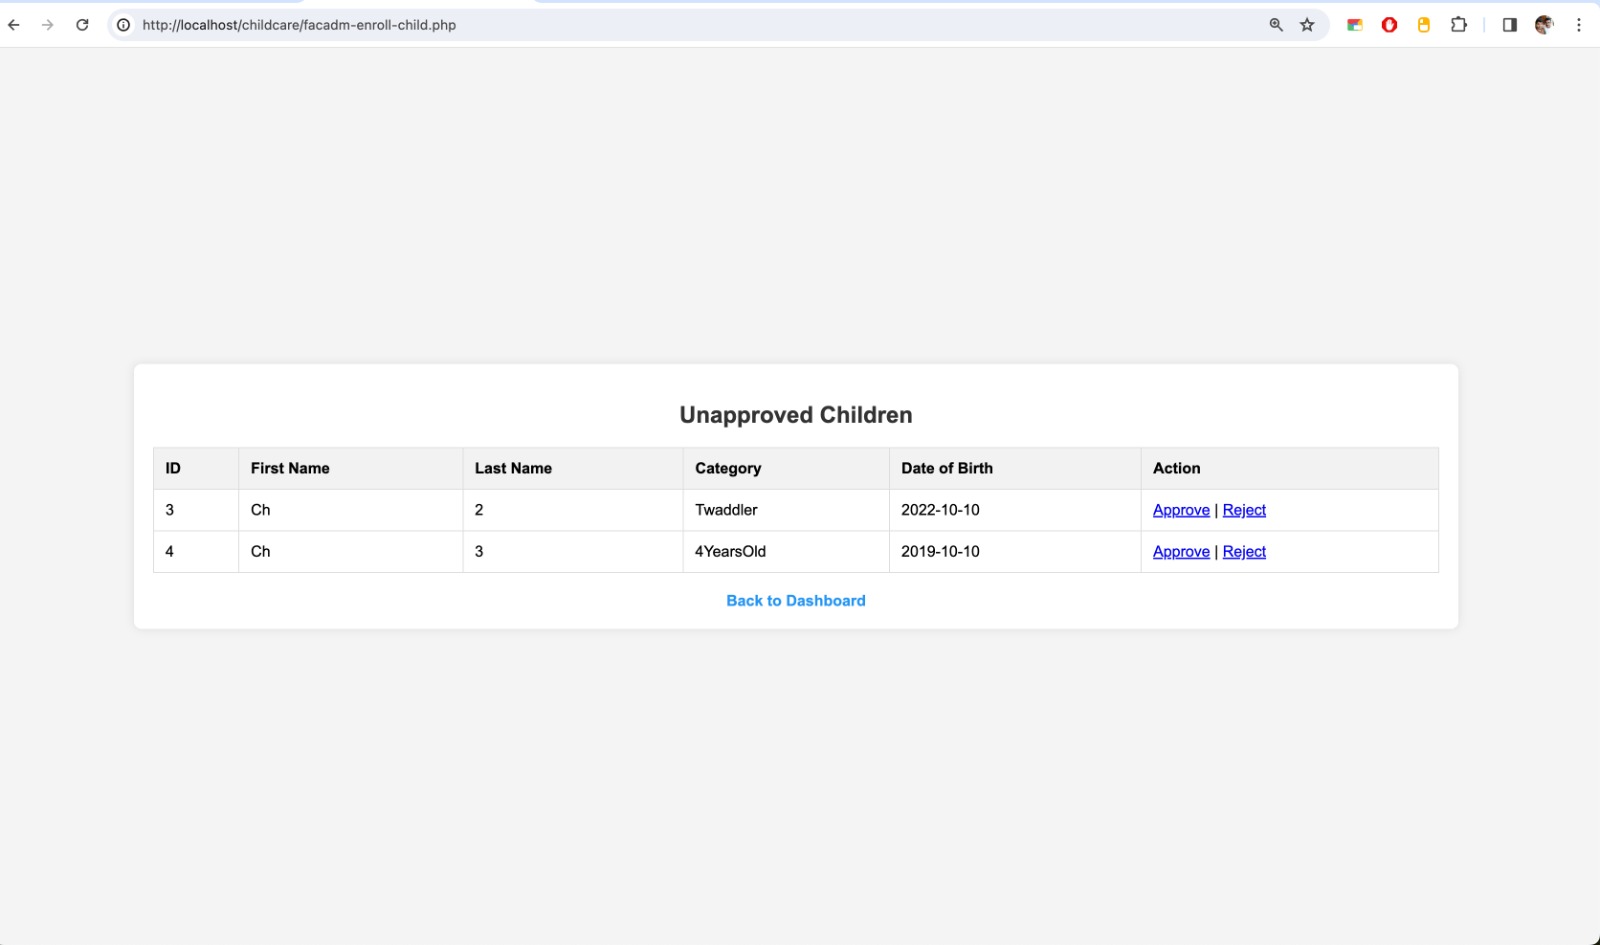 http://localhost/childcare/facadm-enroll-child.php
Unapproved Children
ID First Name Last Name Category Date of Birth Action
3 Ch 2 Twaddler 2022-10-10 Approve | Reject
4 Ch 3 4YearsOld 2019-10-10 Approve | Reject
Back to Dashboard